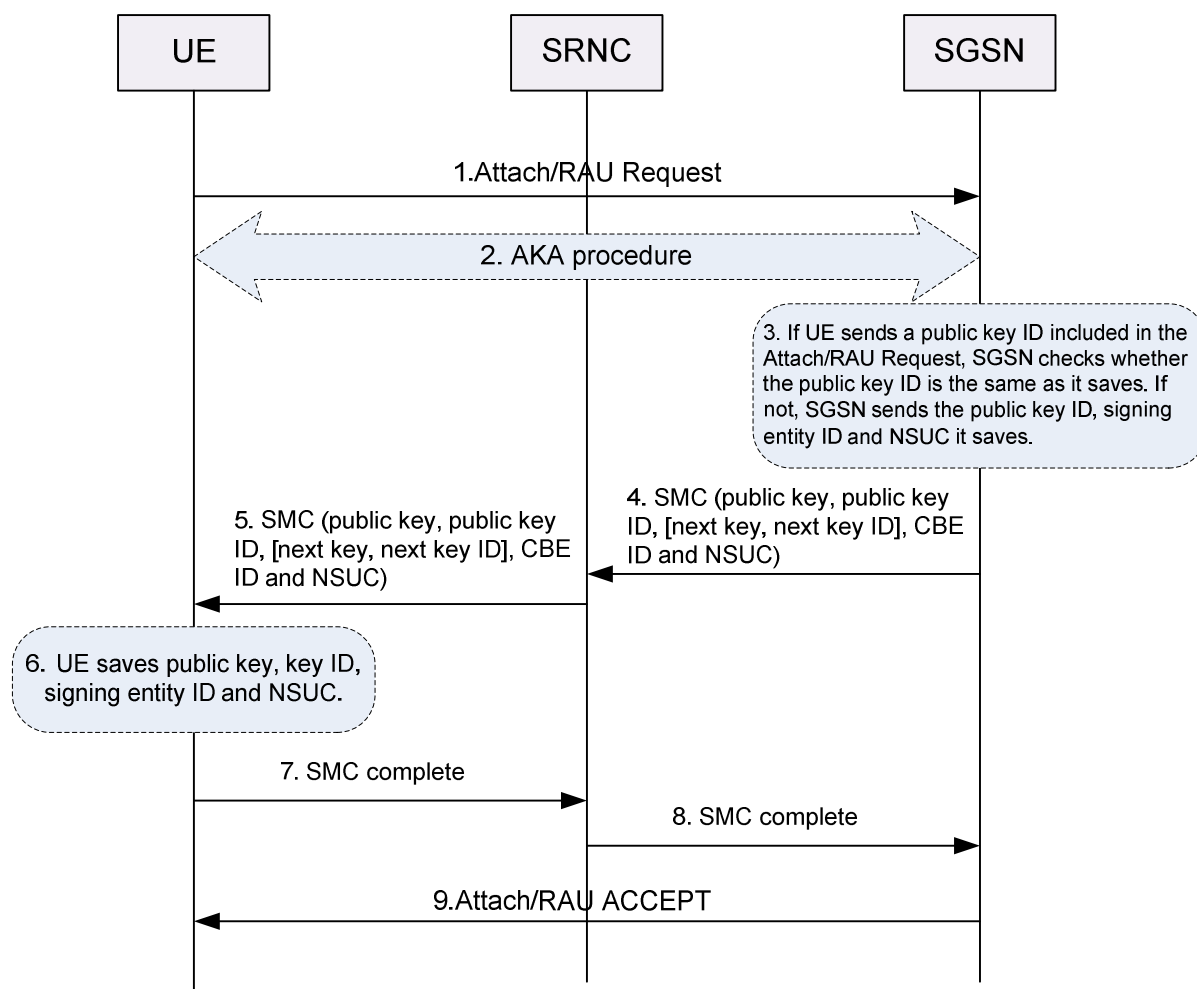 UE
SRNC
SGSN
1.Attach/RAU Request
2. AKA procedure
3. If UE sends a public key ID included in the
Attach/RAU Request, SGSN checks whether
the public key ID is the same as it saves. If
not, SGSN sends the public key ID, signing
entity ID and NSUC it saves.
4. SMC (public key, public key
ID, [next key, next key ID], CBE
ID and NSUC)
5. SMC (public key, public key
ID, [next key, next key ID], CBE
ID and NSUC)
6. UE saves public key, key ID,
signing entity ID and NSUC.
7. SMC complete
8. SMC complete
9.Attach/RAU ACCEPT